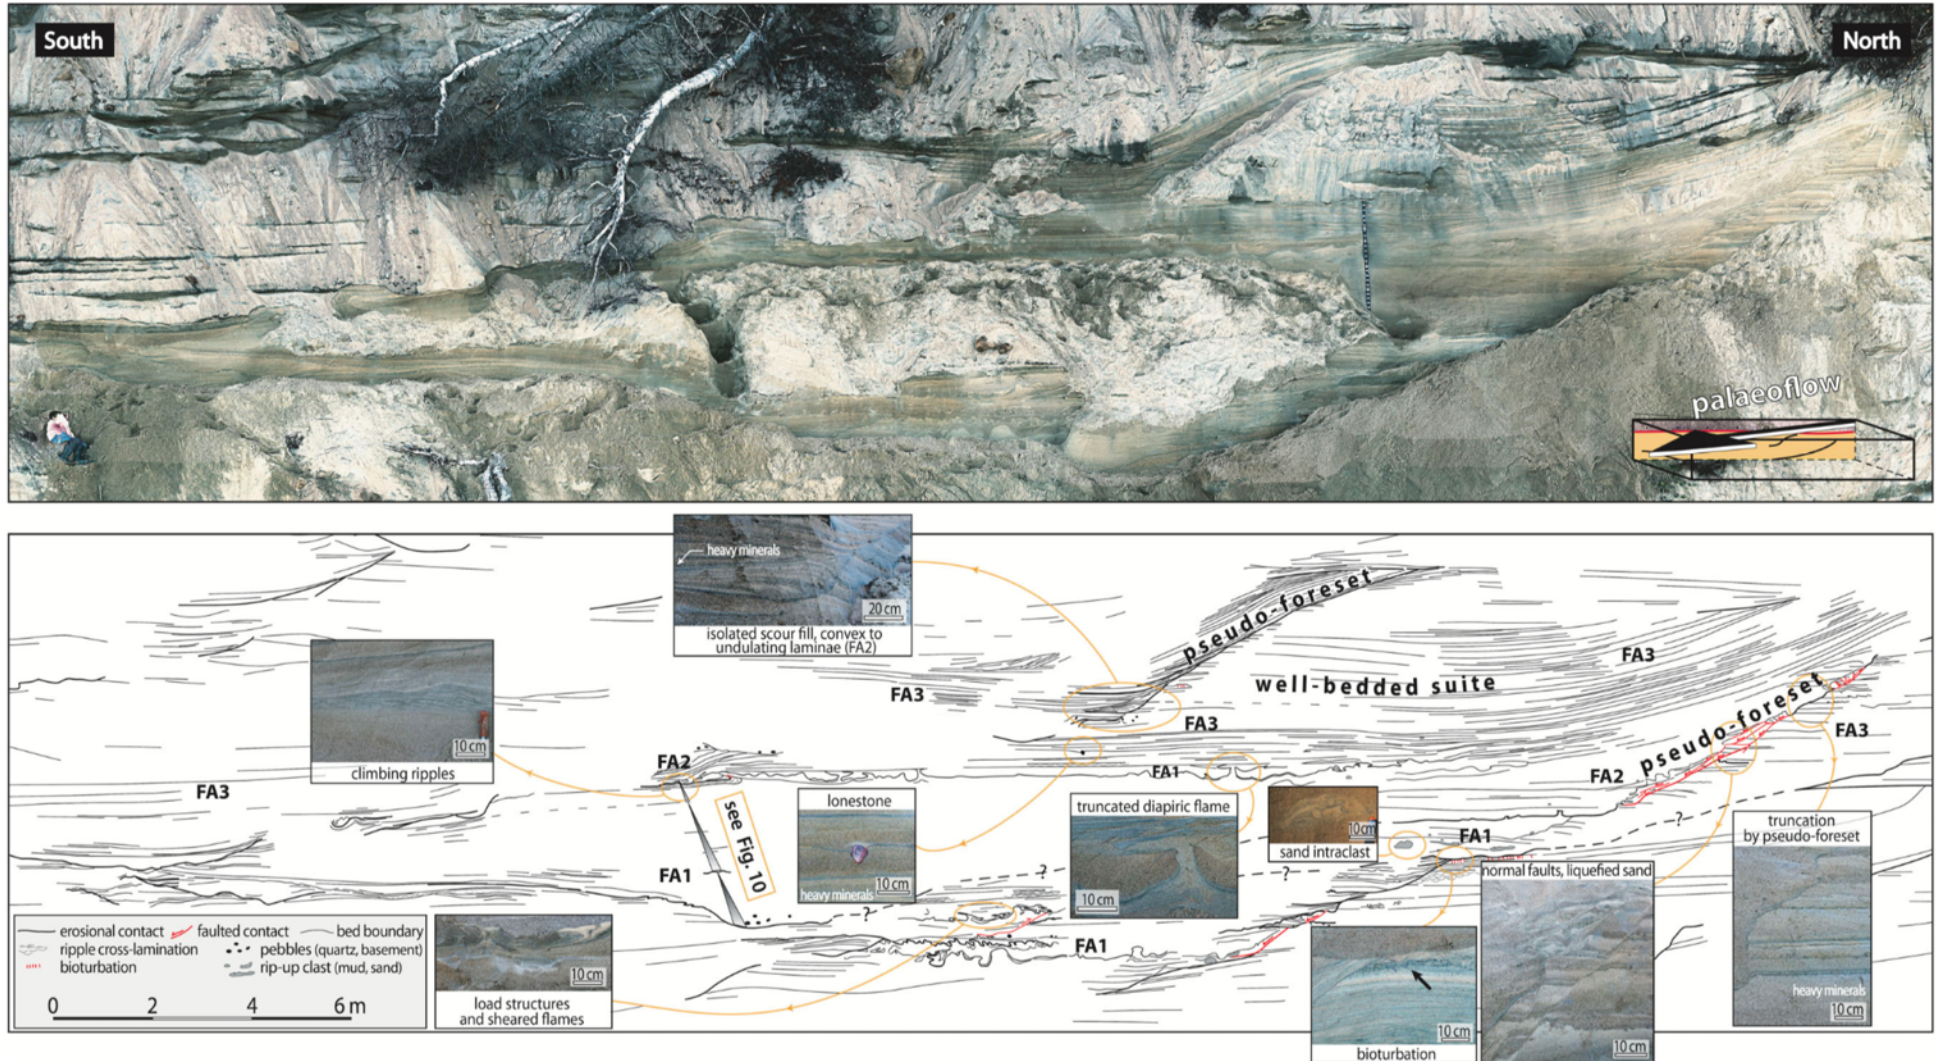 South
North
palaeoflow
heavy minerals
20 cm
isolated scour fill, convex to
undulating laminae (FA2)
pseudo-foreset
FA3
well-bedded suite
FA3
FA3
pseudo-foreset
FA3
10 cm
climbing ripples
FA3
FA2
FA1
FA2
see Fig. 10
FA1
lonestone
heavy minerals
10 cm
truncated diapiric flame
10 cm
10cm
sand intraclast
FA1
?
?
?
?
truncation
by pseudo-foreset
heavy minerals
10 cm
normal faults, liquefied sand
10 cm
FA1
10 cm
bioturbation
10 cm
load structures
and sheared flames
erosional contact
faulted contact
bed boundary
ripple cross-lamination
pebbles (quartz, basement)
bioturbation
rip-up clast (mud, sand)
0 2 4 6 m